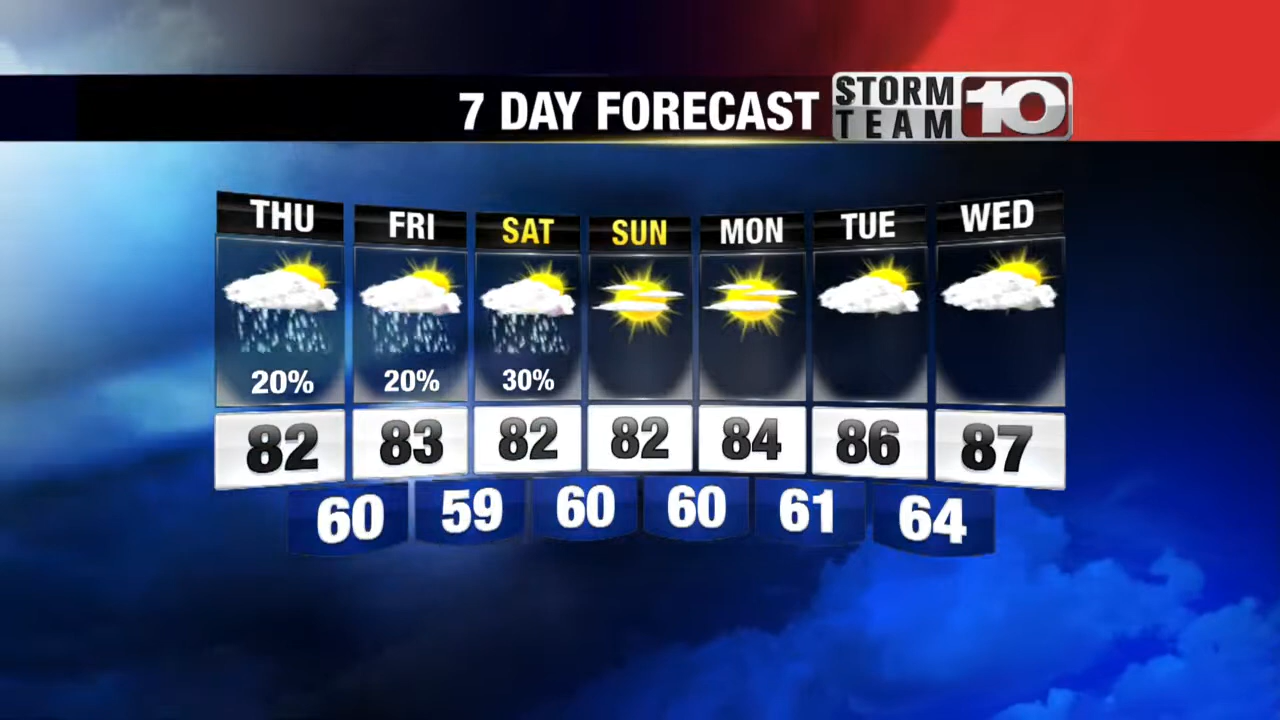 7 DAY FORECAST
STORM TEAM 10
THU FRI SAT SUN MON TUE WED
20% 20% 30%
82 83 82 82 84 86 87
60 59 60 60 61 64